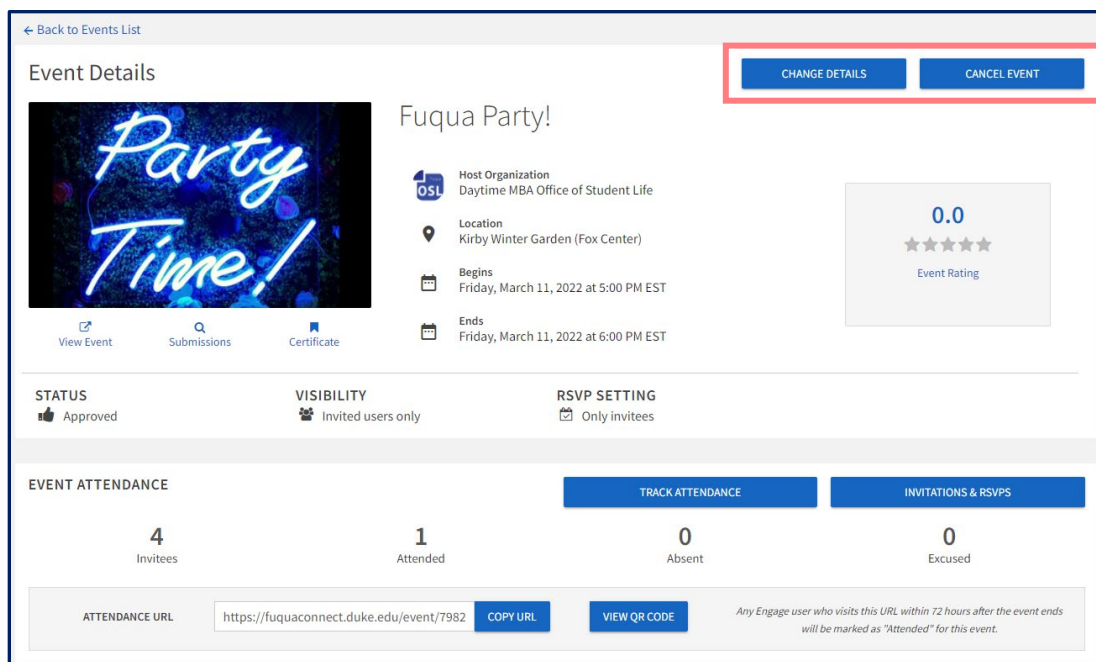 ← Back to Events List
Event Details
CHANGE DETAILS
CANCEL EVENT
Party
Time!
Fuqua Party!
OSL
Host Organization
Daytime MBA Office of Student Life
Location
Kirby Winter Garden (Fox Center)
Begins
Friday, March 11, 2022 at 5:00 PM EST
Ends
Friday, March 11, 2022 at 6:00 PM EST
0.0
Event Rating
View Event
Submissions
Certificate
STATUS
Approved
VISIBILITY
Invited users only
RSVP SETTING
Only invitees
EVENT ATTENDANCE
TRACK ATTENDANCE
INVITATIONS & RSVPS
4
Invitees
1
Attended
0
Absent
0
Excused
ATTENDANCE URL
https://fuquaconnect.duke.edu/event/7982
COPY URL
VIEW QR CODE
Any Engage user who visits this URL within 72 hours after the event ends
will be marked as "Attended" for this event.